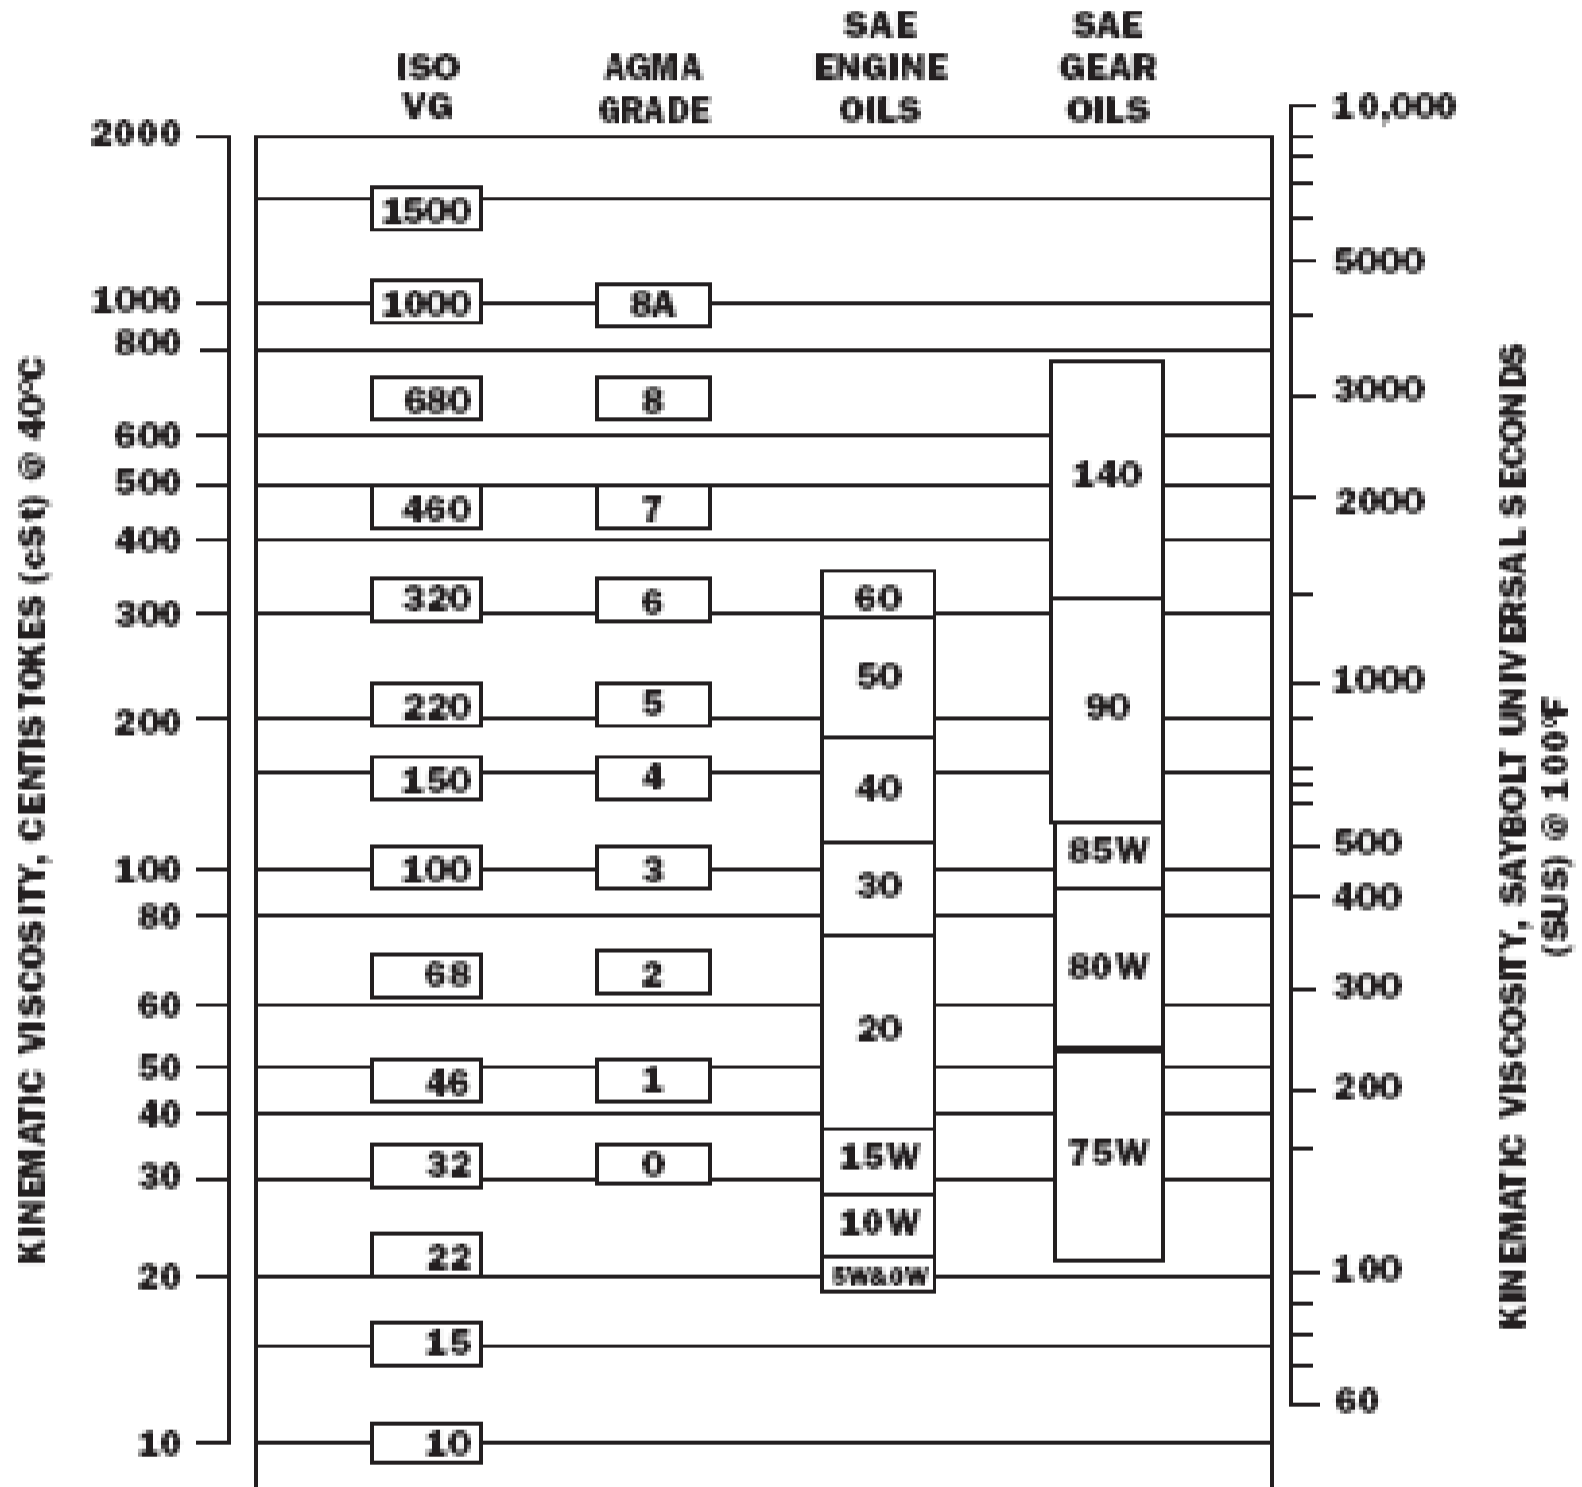 SAE
ENGINE
OILS
SAE
GEAR
OILS
ISO
VG
AGMA
GRADE
10,000
2000
1500
5000
1000
1000
8A
800
3000
680
8
600
140
500
2000
460
7
400
320
6
60
300
50
1000
220
5
90
200
150
4
40
500
85W
100
100
3
30
400
80
80W
68
2
300
60
20
50
46
1
200
40
15W
75W
32
0
30
10W
22
20
5W&0W
100
15
60
10
10
KINEMATIC VISCOSITY, CENTISTOKES (cSt) @ 40°C
KINEMATIC VISCOSITY, SAYBOLT UNIVERSAL SECONDS
(SUS) @ 100°F